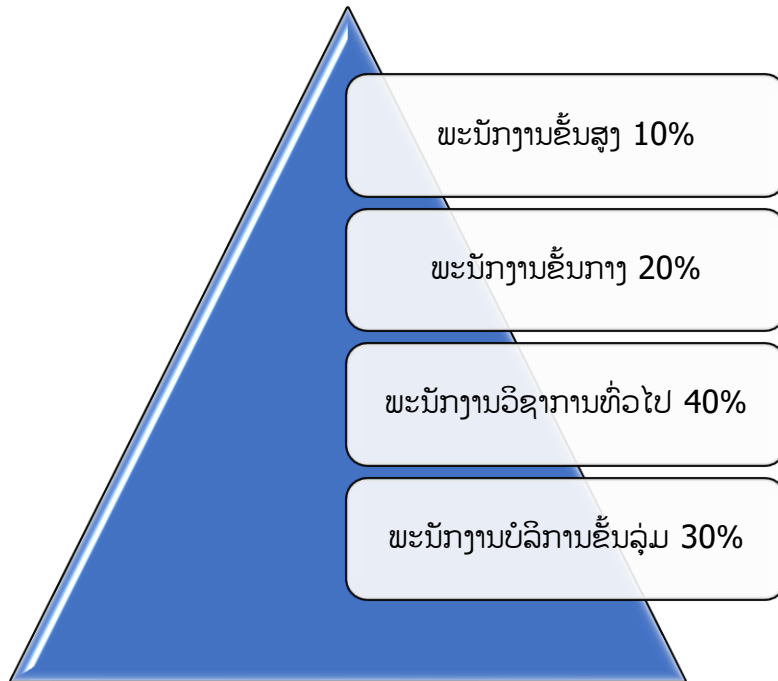 ພະນັກງານຂັ້ນສູງ 10%
ພະນັກງານຂັ້ນກາງ 20%
ພະນັກງານວິຊາການທົ່ວໄປ 40%
ພະນັກງານບໍລິການຂັ້ນລຸ່ມ 30%